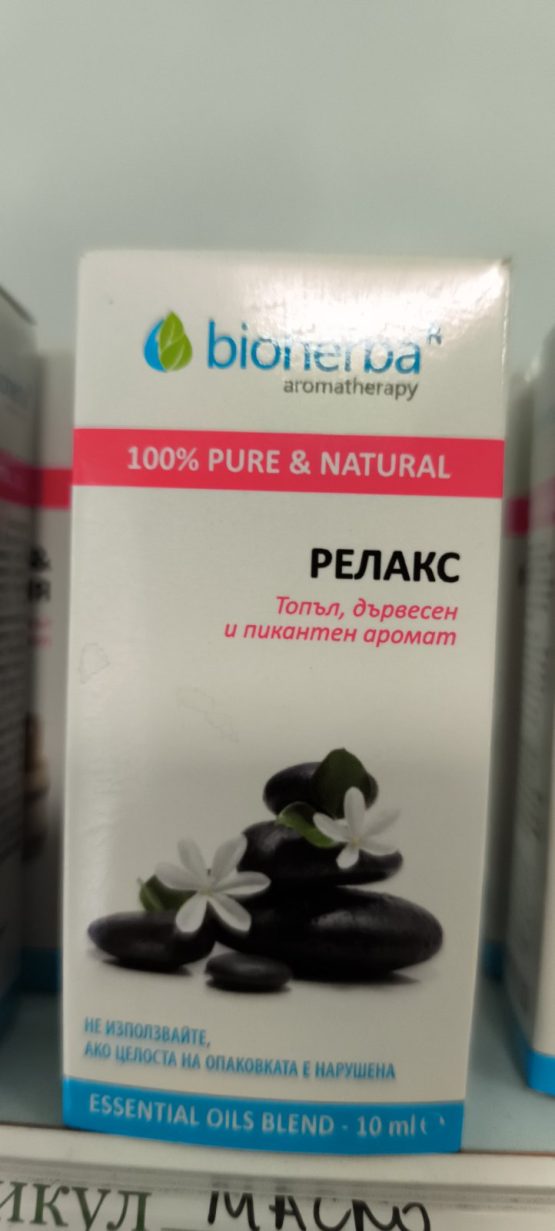 bioherba
aromatherapy
100% PURE & NATURAL
РЕЛАКС
Топъл, дървесен
и пикантен аромат
НЕ ИЗПОЛЗВАЙТЕ,
АКО ЦЕЛОСТА НА ОПАКОВКАТА Е НАРУШЕНА
ESSENTIAL OILS BLEND - 10 ml